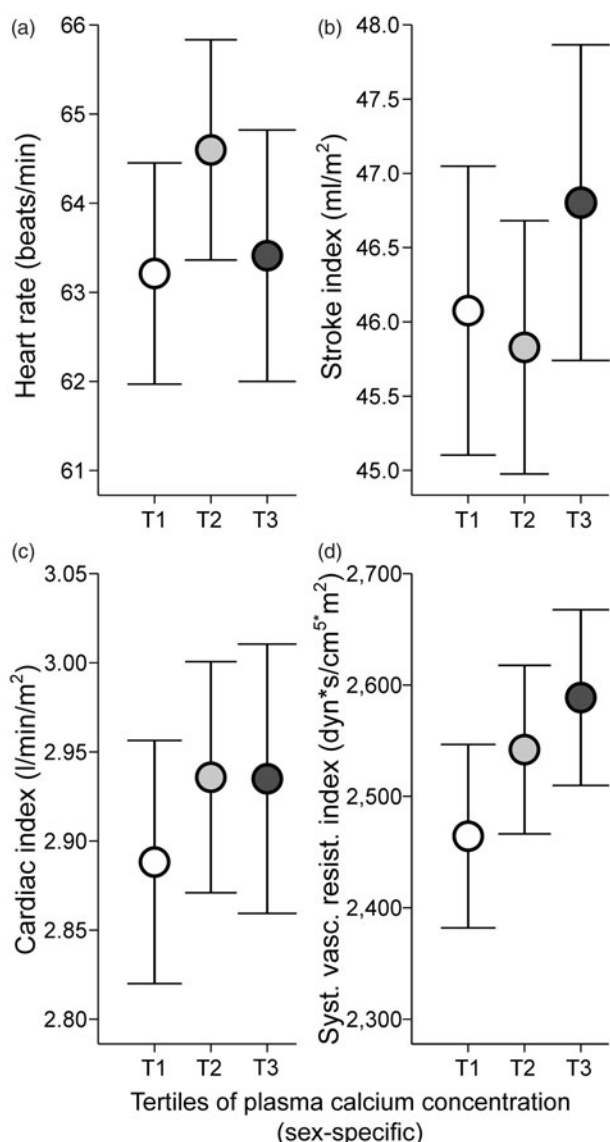 (a)
Heart rate (beats/min)
66
65
64
63
62
61
T1 T2 T3
(b)
Stroke index (ml/m²)
48.0
47.5
47.0
46.5
46.0
45.5
45.0
T1 T2 T3
(c)
Cardiac index (l/min/m²)
3.05
3.00
2.95
2.90
2.85
2.80
T1 T2 T3
(d)
Syst. vasc. resist. index (dyn*s/cm⁵*m²)
2,700
2,600
2,500
2,400
2,300
T1 T2 T3
Tertiles of plasma calcium concentration
(sex-specific)